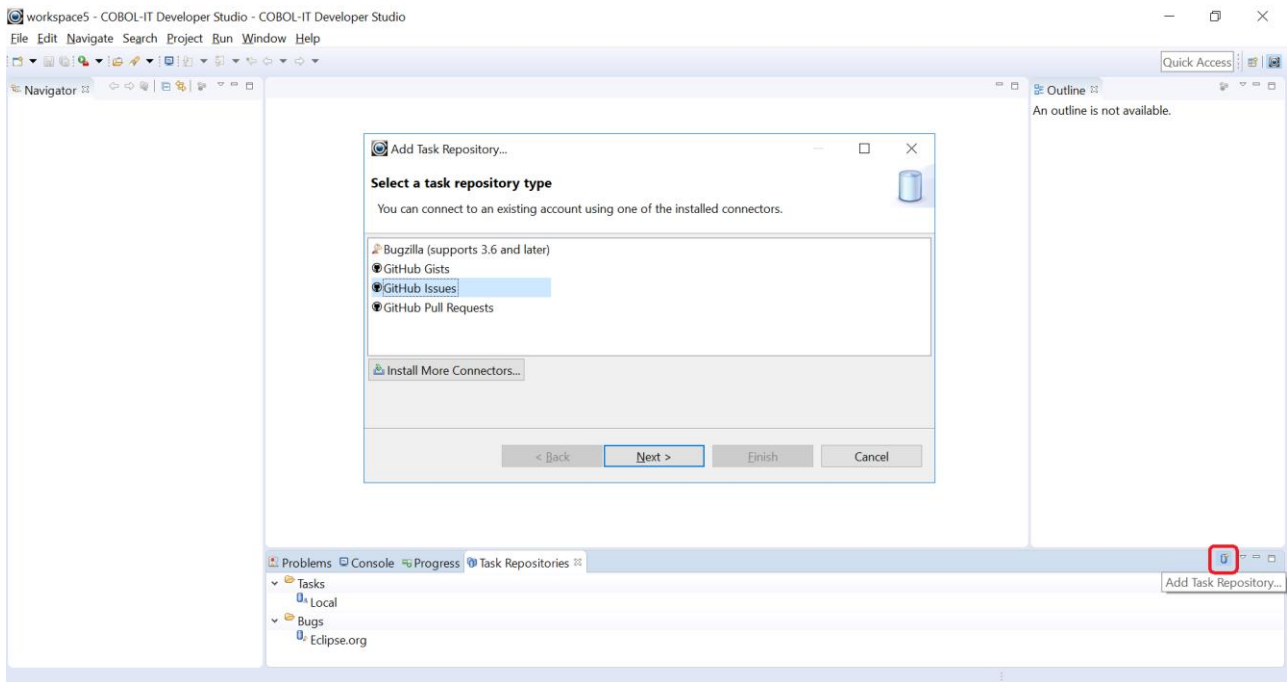 workspace5 - COBOL-IT Developer Studio - COBOL-IT Developer Studio
File Edit Navigate Search Project Run Window Help
Quick Access
Navigator
Outline
An outline is not available.
Add Task Repository...
Select a task repository type
You can connect to an existing account using one of the installed connectors.
Bugzilla (supports 3.6 and later)
GitHub Gists
GitHub Issues
GitHub Pull Requests
Install More Connectors...
< Back Next > Finish Cancel
Problems Console Progress Task Repositories
Tasks
Add Task Repository...
Local
Bugs
Eclipse.org